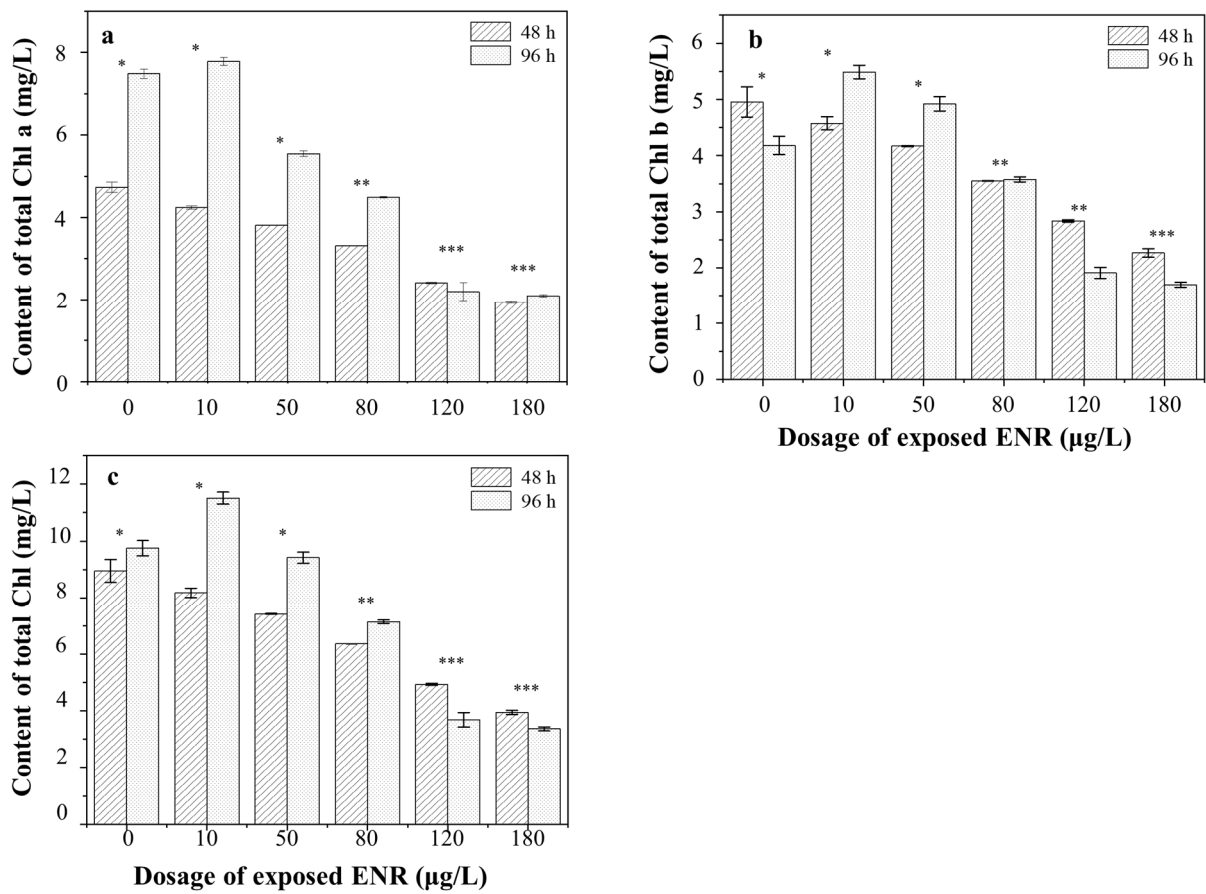 a
48 h
96 h
Content of total Chl a (mg/L)
8
6
4
2
0
* * * ** *** ***
0 10 50 80 120 180
b
48 h
96 h
Content of total Chl b (mg/L)
6
5
4
3
2
1
0
* * * ** ** ***
0 10 50 80 120 180
Dosage of exposed ENR (μg/L)
c
48 h
96 h
Content of total Chl (mg/L)
12
10
8
6
4
2
0
* * * ** *** ***
0 10 50 80 120 180
Dosage of exposed ENR (μg/L)